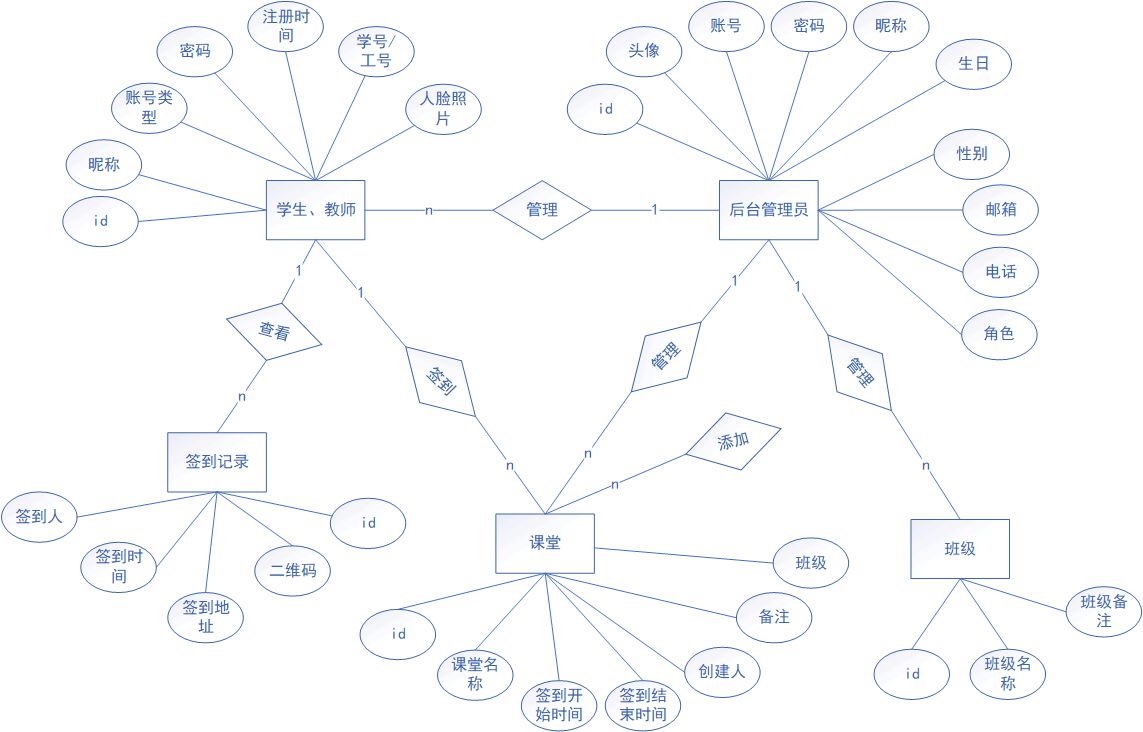 注册时
间
学号/
工号
密码
账号类
型
人脸照
片
昵称
id
头像
账号
密码
昵称
生日
id
性别
邮箱
电话
角色
学生、教师
n
管理
1
后台管理员
1
1
1
1
查看
签到
管理
管理
n
n
n
添加
n
n
签到记录
签到人
签到时
间
签到地
址
二维码
id
课堂
班级
id
课堂名
称
签到开
始时间
签到结
束时间
创建人
备注
班级
id
班级名
称
班级备
注